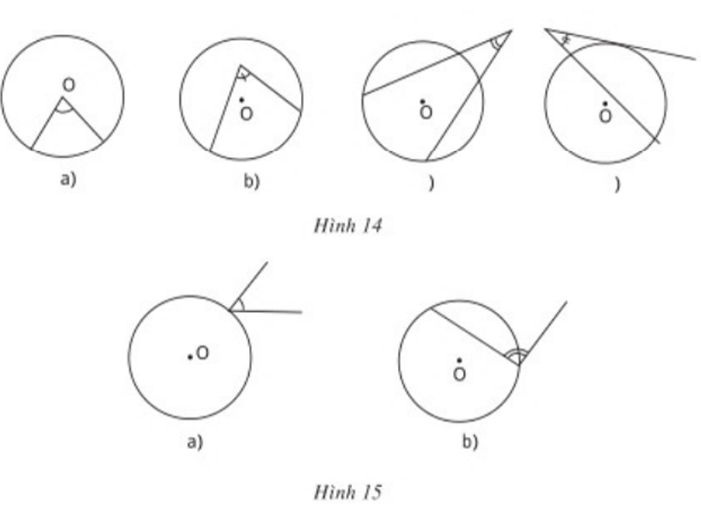 O O O O
a) b) ) )
Hình 14
O O
a) b)
Hình 15